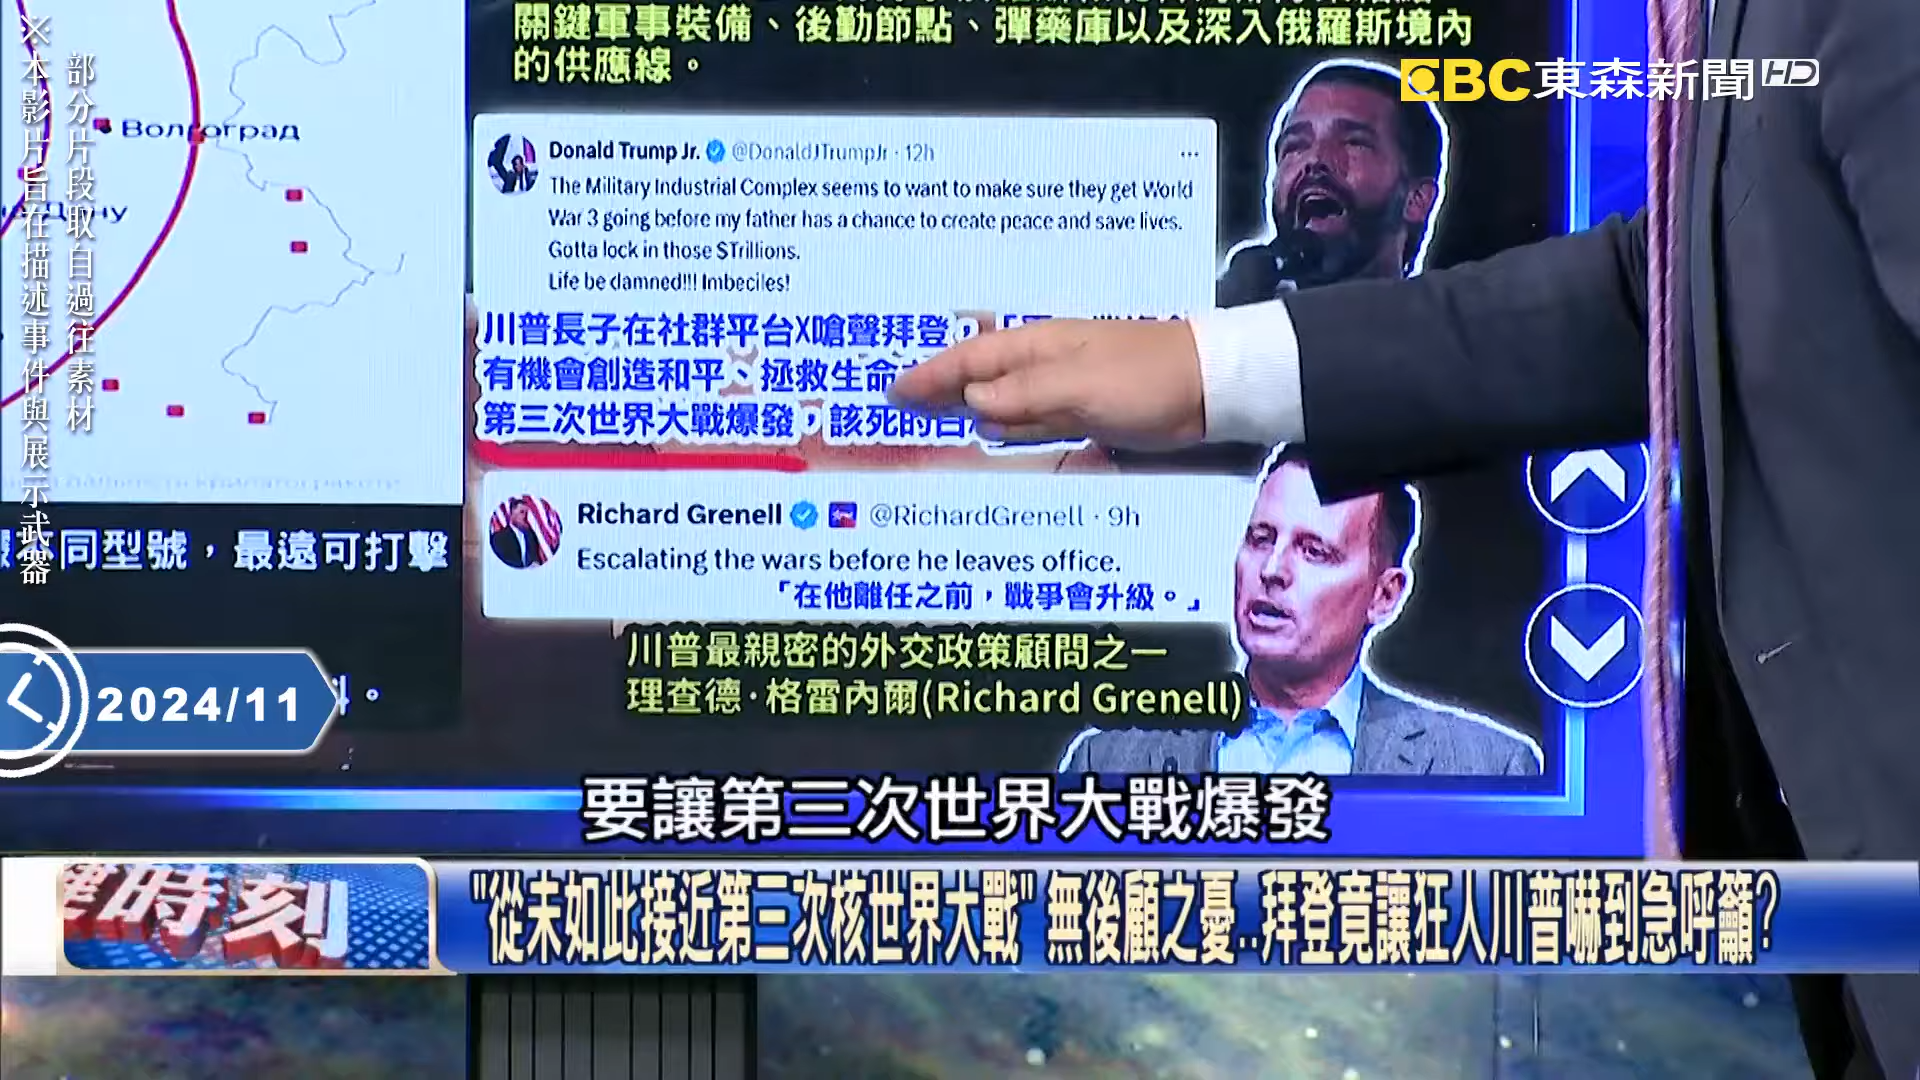 ※本影片旨在描述事件與展示武器
部分片段取自過往素材
關鍵軍事裝備、後勤節點、彈藥庫以及深入俄羅斯境內
的供應線。
EBC東森新聞HD
Волгоград
Donald Trump Jr. @DonaldJTrumpJr · 12h
The Military Industrial Complex seems to want to make sure they get World
War 3 going before my father has a chance to create peace and save lives.
Gotta lock in those $Trillions.
Life be damned!!! Imbeciles!
川普長子在社群平台X嗆聲拜登，
有機會創造和平、拯救生命
第三次世界大戰爆發，該死的
Richard Grenell @RichardGrenell · 9h
Escalating the wars before he leaves office.
「在他離任之前，戰爭會升級。」
同型號，最遠可打擊
川普最親密的外交政策顧問之一
理查德·格雷內爾(Richard Grenell)
2024/11
要讓第三次世界大戰爆發
時刻
"從未如此接近第三次核世界大戰" 無後顧之憂..拜登竟讓狂人川普嚇到急呼籲?